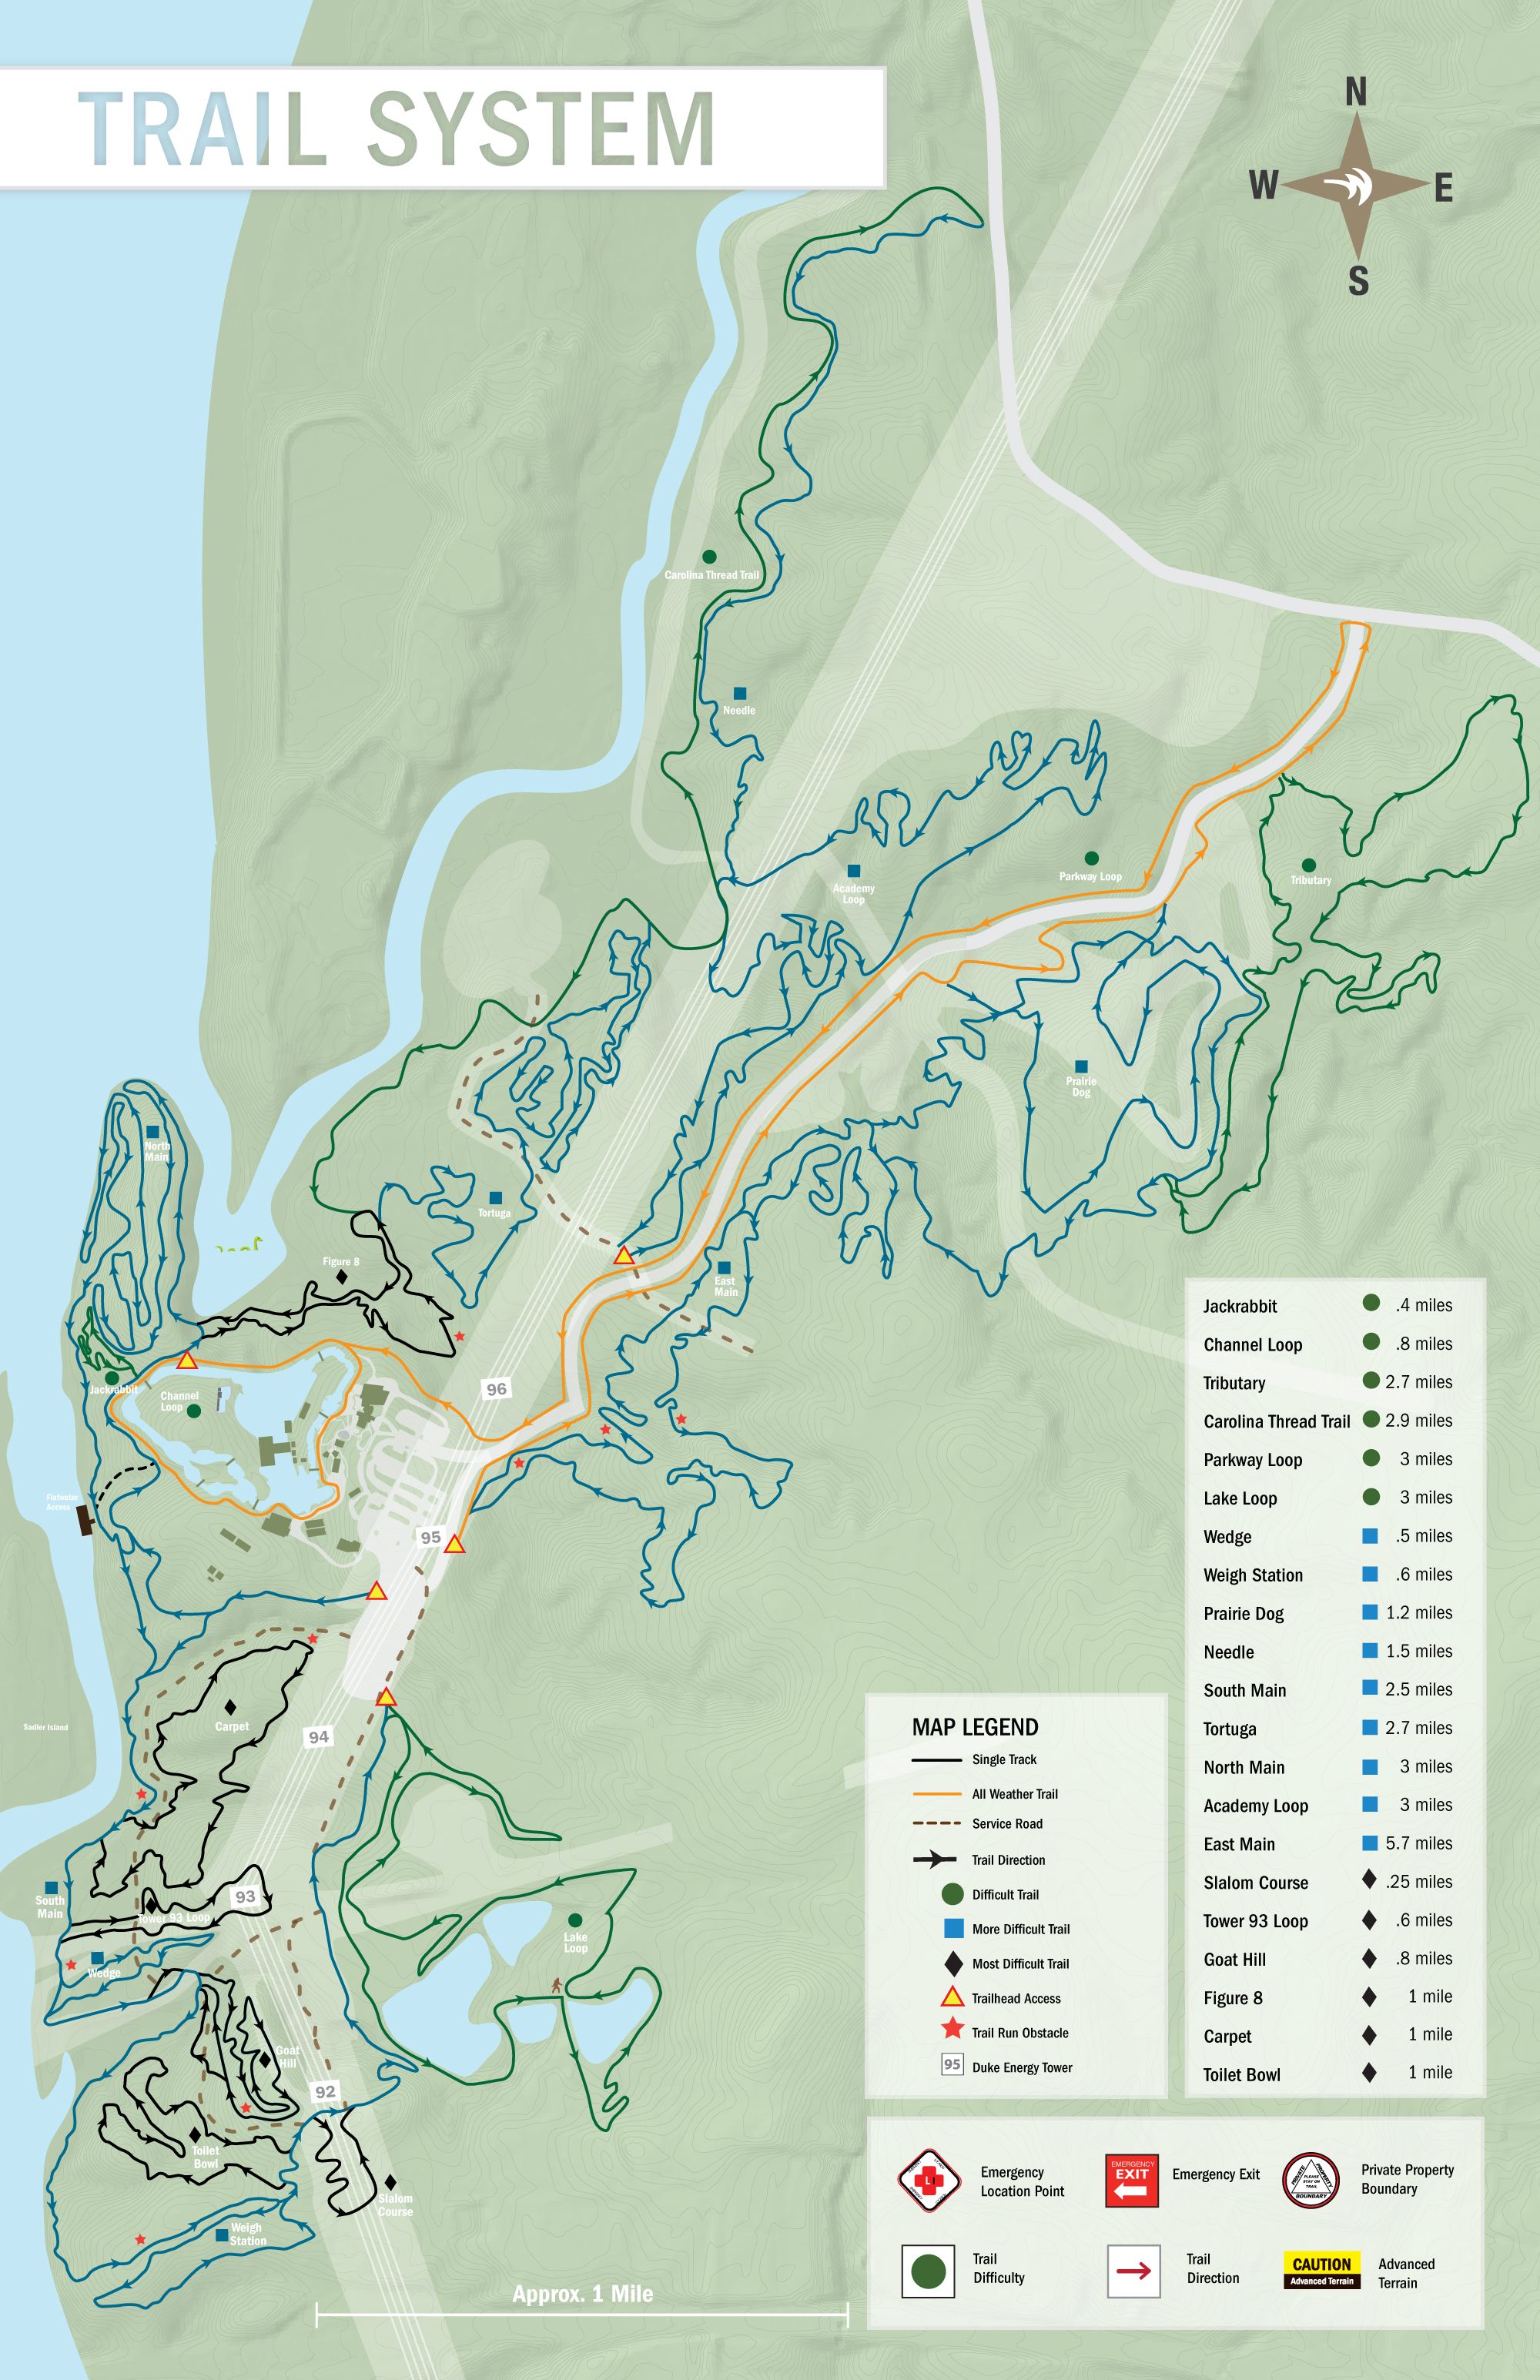 TRAIL SYSTEM
N
W
E
S
Carolina Thread Trail
Needle
Academy
Loop
Parkway Loop
Tributary
Prairie
Dog
North
Main
Tortuga
Figure 8
East
Main
96
Jackrabbit
Channel
Loop
Flatwater
Access
95
Carpet
Sadler Island
94
South
Main
93
Tower 93 Loop
Wedge
Lake
Loop
Goat
Hill
92
Toilet
Bowl
Slalom
Course
Weigh
Station
Approx. 1 Mile
Jackrabbit .4 miles
Channel Loop .8 miles
Tributary 2.7 miles
Carolina Thread Trail 2.9 miles
Parkway Loop 3 miles
Lake Loop 3 miles
Wedge .5 miles
Weigh Station .6 miles
Prairie Dog 1.2 miles
Needle 1.5 miles
South Main 2.5 miles
Tortuga 2.7 miles
North Main 3 miles
Academy Loop 3 miles
East Main 5.7 miles
Slalom Course .25 miles
Tower 93 Loop .6 miles
Goat Hill .8 miles
Figure 8 1 mile
Carpet 1 mile
Toilet Bowl 1 mile
MAP LEGEND
Single Track
All Weather Trail
Service Road
Trail Direction
Difficult Trail
More Difficult Trail
Most Difficult Trail
Trailhead Access
Trail Run Obstacle
95 Duke Energy Tower
Emergency
Location Point
EMERGENCY
EXIT
Emergency Exit
PRIVATE PROPERTY
PLEASE
STAY ON
TRAIL
BOUNDARY
Private Property
Boundary
Trail
Difficulty
Trail
Direction
CAUTION
Advanced Terrain
Advanced
Terrain